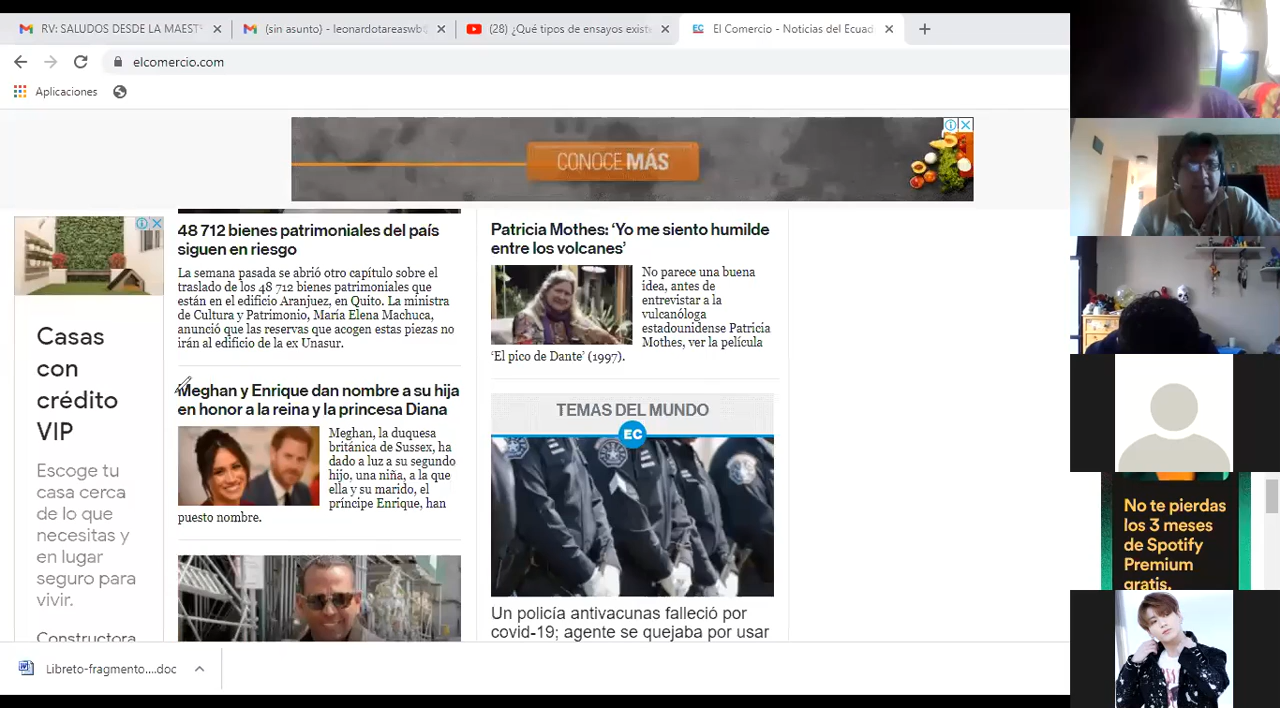 RV: SALUDOS DESDE LA MAEST
(sin asunto) - leonardotareaswb@
(28) ¿Qué tipos de ensayos exist
EC El Comercio - Noticias del Ecuad
elcomercio.com
Aplicaciones
CONOCE MÁS
Casas
con
crédito
VIP
Escoge tu
casa cerca
de lo que
necesitas y
en lugar
seguro para
vivir.
Constructora
48 712 bienes patrimoniales del país
siguen en riesgo
La semana pasada se abrió otro capítulo sobre el
traslado de los 48 712 bienes patrimoniales que
están en el edificio Aranjuez, en Quito. La ministra
de Cultura y Patrimonio, María Elena Machuca,
anunció que las reservas que acogen estas piezas no
irán al edificio de la ex Unasur.
Meghan y Enrique dan nombre a su hija
en honor a la reina y la princesa Diana
Meghan, la duquesa
británica de Sussex, ha
dado a luz a su segundo
hijo, una niña, a la que
ella y su marido, el
príncipe Enrique, han
puesto nombre.
Patricia Mothes: ‘Yo me siento humilde
entre los volcanes’
No parece una buena
idea, antes de
entrevistar a la
vulcanóloga
estadounidense Patricia
Mothes, ver la película
‘El pico de Dante’ (1997).
TEMAS DEL MUNDO
EC
Un policía antivacunas falleció por
covid-19; agente se quejaba por usar
Libreto-fragmento....doc
No te pierdas
los 3 meses
de Spotify
Premium
gratis.